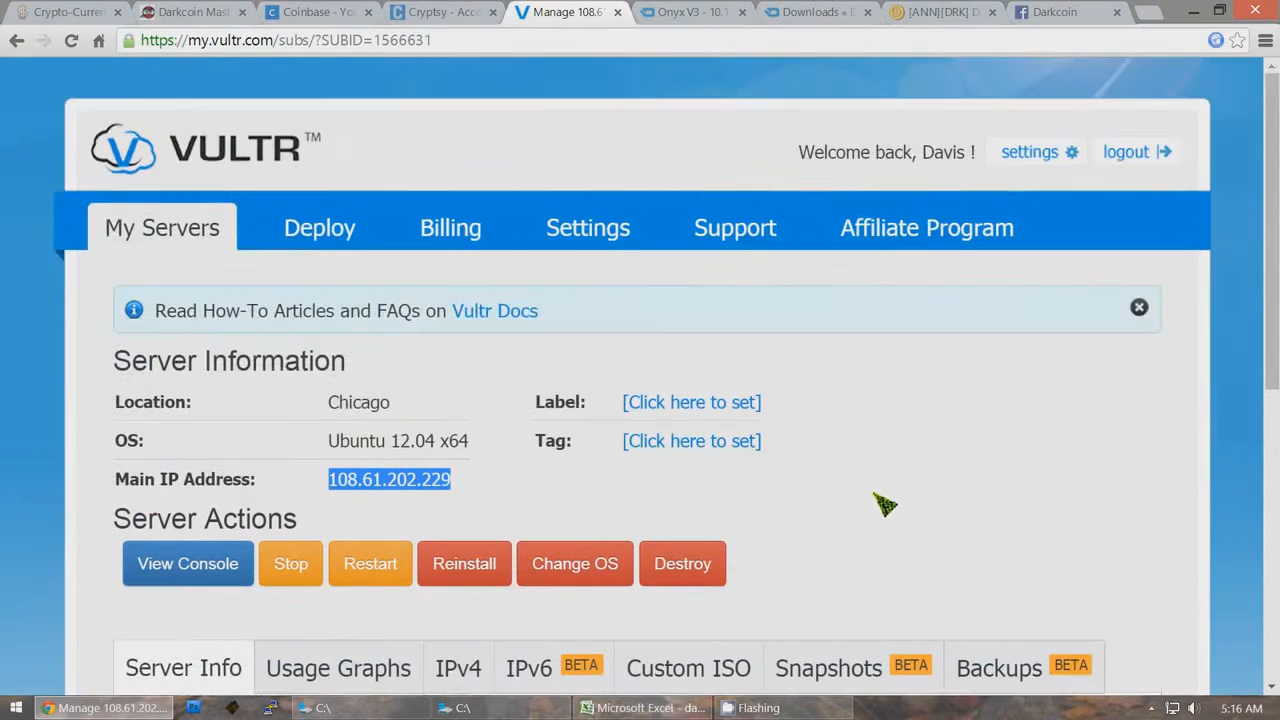 Crypto-Curren
Darkcoin Mast
Coinbase - You
Cryptsy - Acce
Manage 108.61
Onyx V3 - 10.1
Downloads « D
[ANN][DRK] D
Darkcoin
https://my.vultr.com/subs/?SUBID=1566631
VULTR™
Welcome back, Davis !
settings
logout
My Servers
Deploy
Billing
Settings
Support
Affiliate Program
Read How-To Articles and FAQs on Vultr Docs
Server Information
Location: Chicago Label: [Click here to set]
OS: Ubuntu 12.04 x64 Tag: [Click here to set]
Main IP Address: 108.61.202.229
Server Actions
View Console
Stop
Restart
Reinstall
Change OS
Destroy
Server Info
Usage Graphs
IPv4
IPv6 BETA
Custom ISO
Snapshots BETA
Backups BETA
Manage 108.61.202....
C:\
C:\
Microsoft Excel - da...
Flashing
5:16 AM